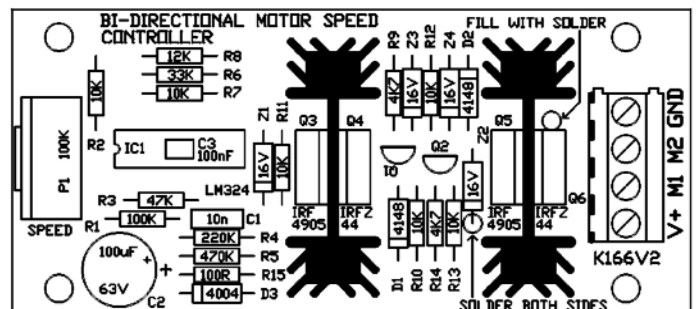 BI-DIRECTIONAL MOTOR SPEED
CONTROLLER
FILL WITH SOLDER
12K R8
33K R6
10K R7
10K
R2
P1 100K
SPEED
IC1
C3
100nF
LM324
Z1
16V
R11
10K
R3 47K
R1 100K
10n C1
220K R4
470K R5
100R R15
4004 D3
100uF
+
+
63V
C2
Q3 Q4
IRF
4905
IRFZ
44
R9 Z3 R12 Z4 D2
4K7 16V 10K 16V 4148
Q1
Q2
Z2
16V
4148 10K 4K7 10K
D1 R10 R14 R13
Q5
Q6
IRF
4905
IRFZ
44
SOLDER BOTH SIDES
V+ M1 M2 GND
K166V2